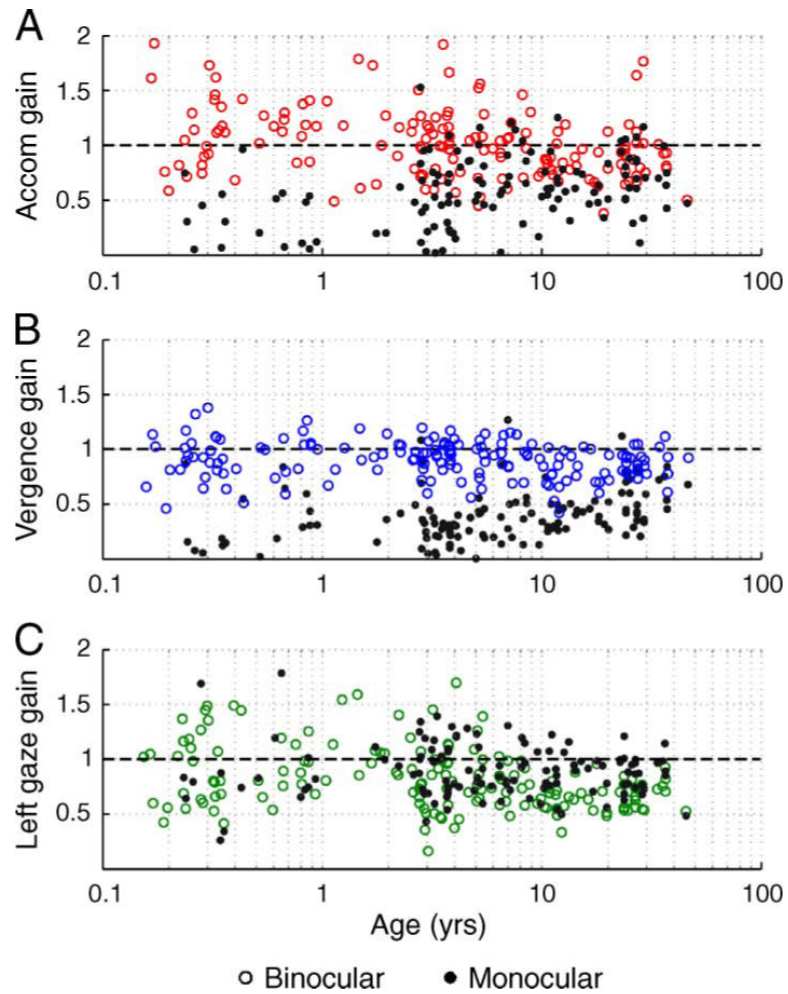 A
Accom gain
2
1.5
1
0.5
0.1 1 10 100
B
Vergence gain
2
1.5
1
0.5
0.1 1 10 100
C
Left gaze gain
2
1.5
1
0.5
0.1 1 10 100
Age (yrs)
Binocular Monocular